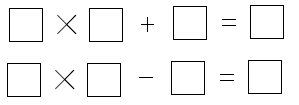 □ × □ + □ = □
□ × □ − □ = □